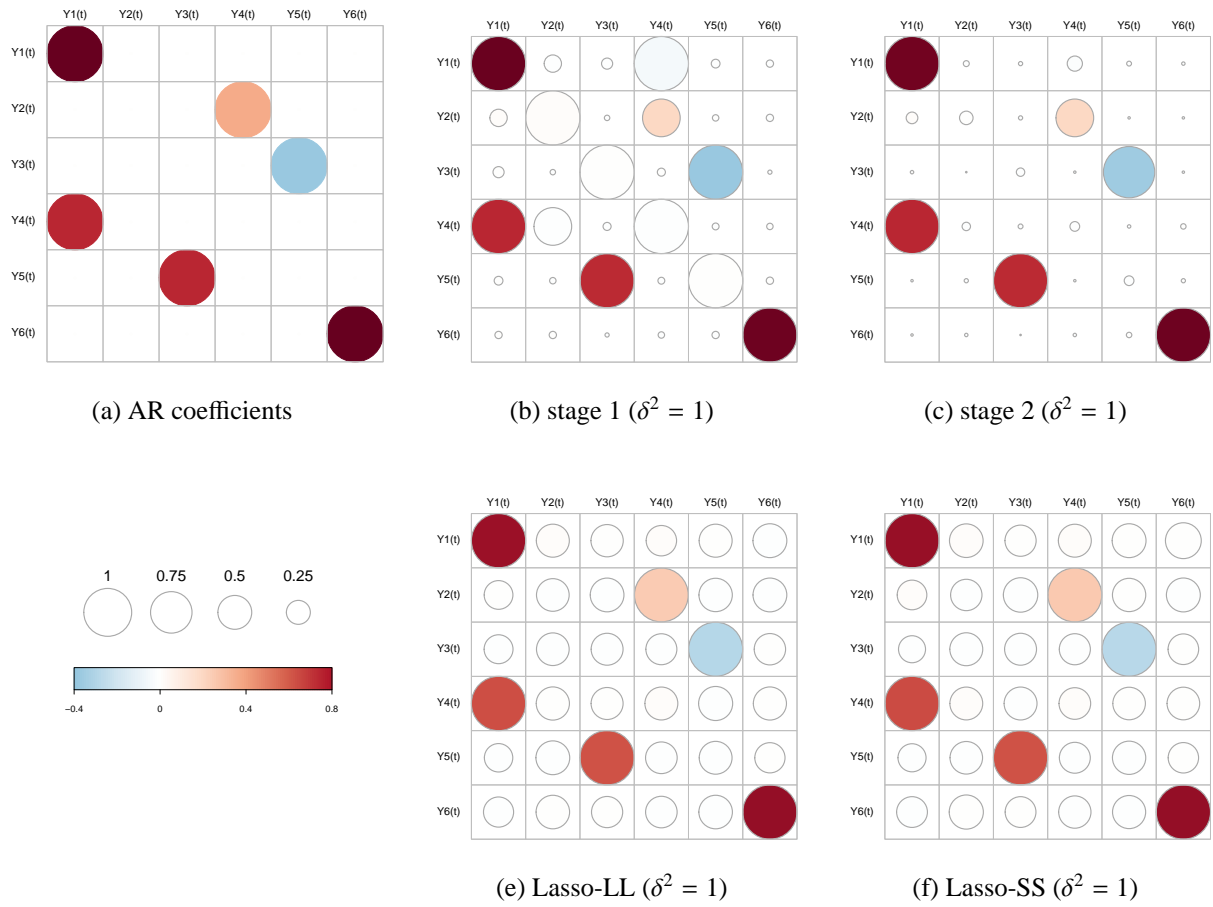 Y1(t) Y2(t) Y3(t) Y4(t) Y5(t) Y6(t)
Y1(t)
Y2(t)
Y3(t)
Y4(t)
Y5(t)
Y6(t)
(a) AR coefficients
Y1(t) Y2(t) Y3(t) Y4(t) Y5(t) Y6(t)
Y1(t)
Y2(t)
Y3(t)
Y4(t)
Y5(t)
Y6(t)
(b) stage 1 (δ² = 1)
Y1(t) Y2(t) Y3(t) Y4(t) Y5(t) Y6(t)
Y1(t)
Y2(t)
Y3(t)
Y4(t)
Y5(t)
Y6(t)
(c) stage 2 (δ² = 1)
1 0.75 0.5 0.25
−0.4 0 0.4 0.8
Y1(t) Y2(t) Y3(t) Y4(t) Y5(t) Y6(t)
Y1(t)
Y2(t)
Y3(t)
Y4(t)
Y5(t)
Y6(t)
(e) Lasso-LL (δ² = 1)
Y1(t) Y2(t) Y3(t) Y4(t) Y5(t) Y6(t)
Y1(t)
Y2(t)
Y3(t)
Y4(t)
Y5(t)
Y6(t)
(f) Lasso-SS (δ² = 1)